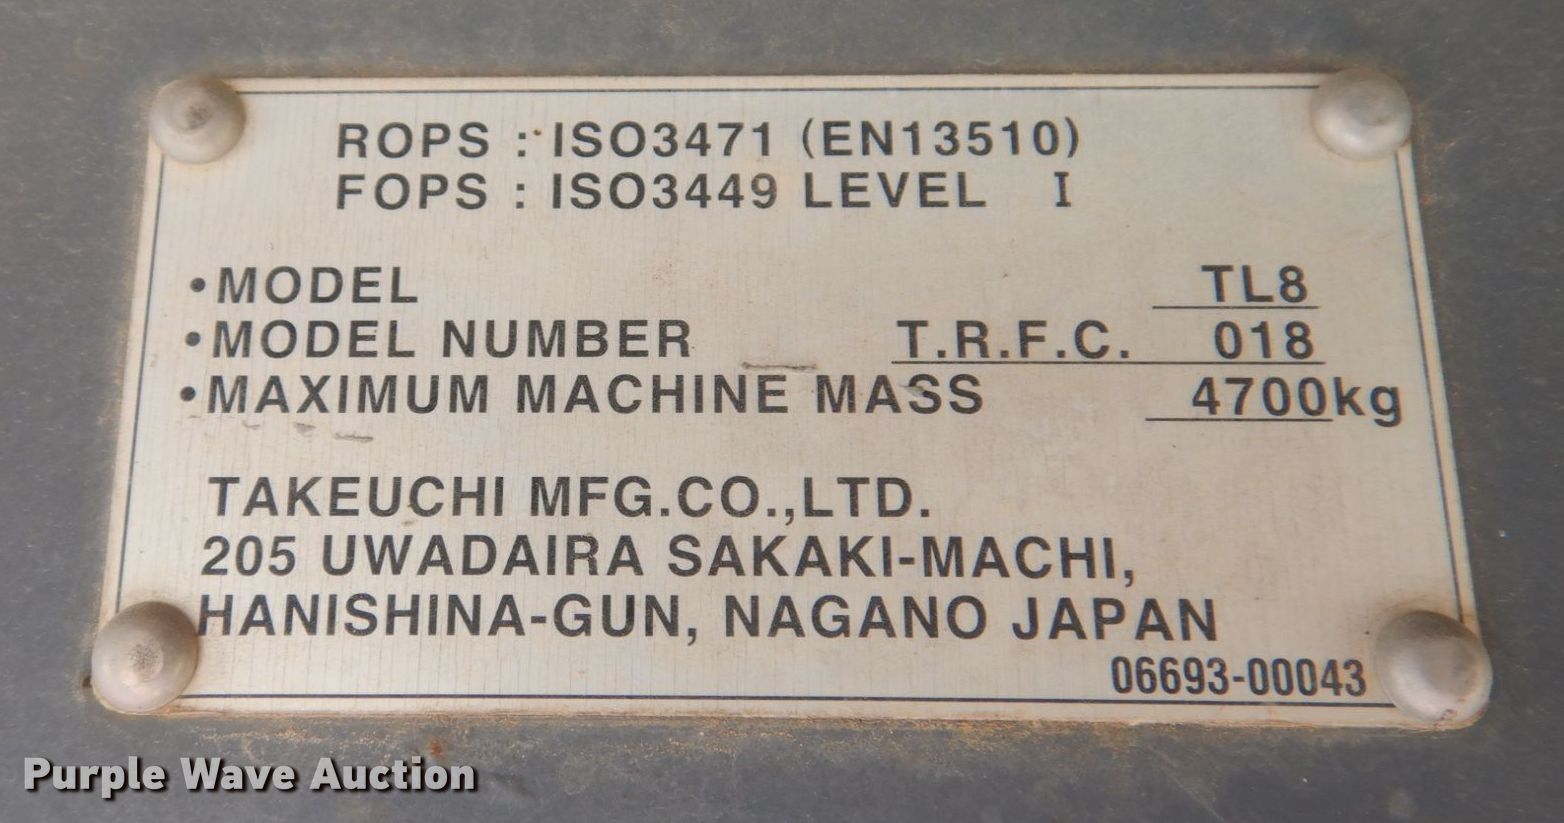 ROPS : ISO3471 (EN13510)
FOPS : ISO3449 LEVEL I
•MODEL TL8
•MODEL NUMBER T.R.F.C. 018
•MAXIMUM MACHINE MASS 4700kg
TAKEUCHI MFG.CO.,LTD.
205 UWADAIRA SAKAKI-MACHI,
HANISHINA-GUN, NAGANO JAPAN
06693-00043
Purple Wave Auction